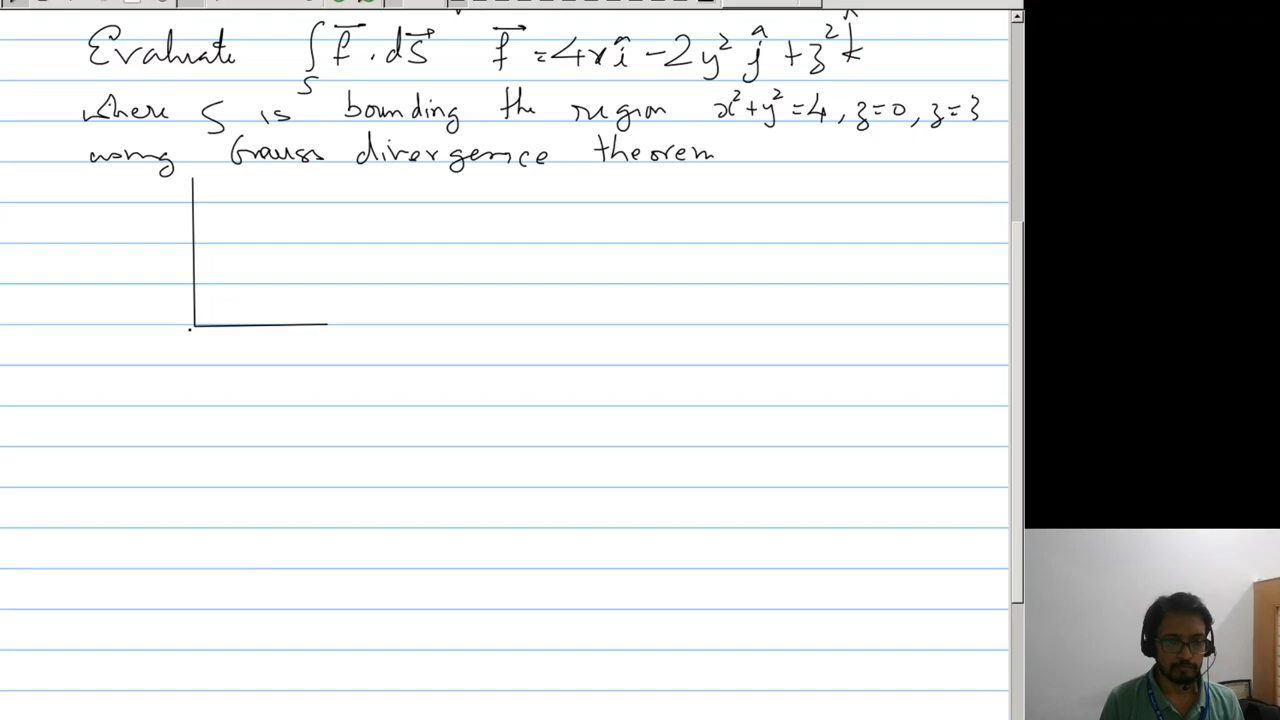 Evaluate ∫_S f⃗ . dS⃗ f⃗ = 4x î - 2y² ĵ + z² k̂
where S is bounding the region x² + y² = 4, z = 0, z = 3
using Gauss divergence theorem